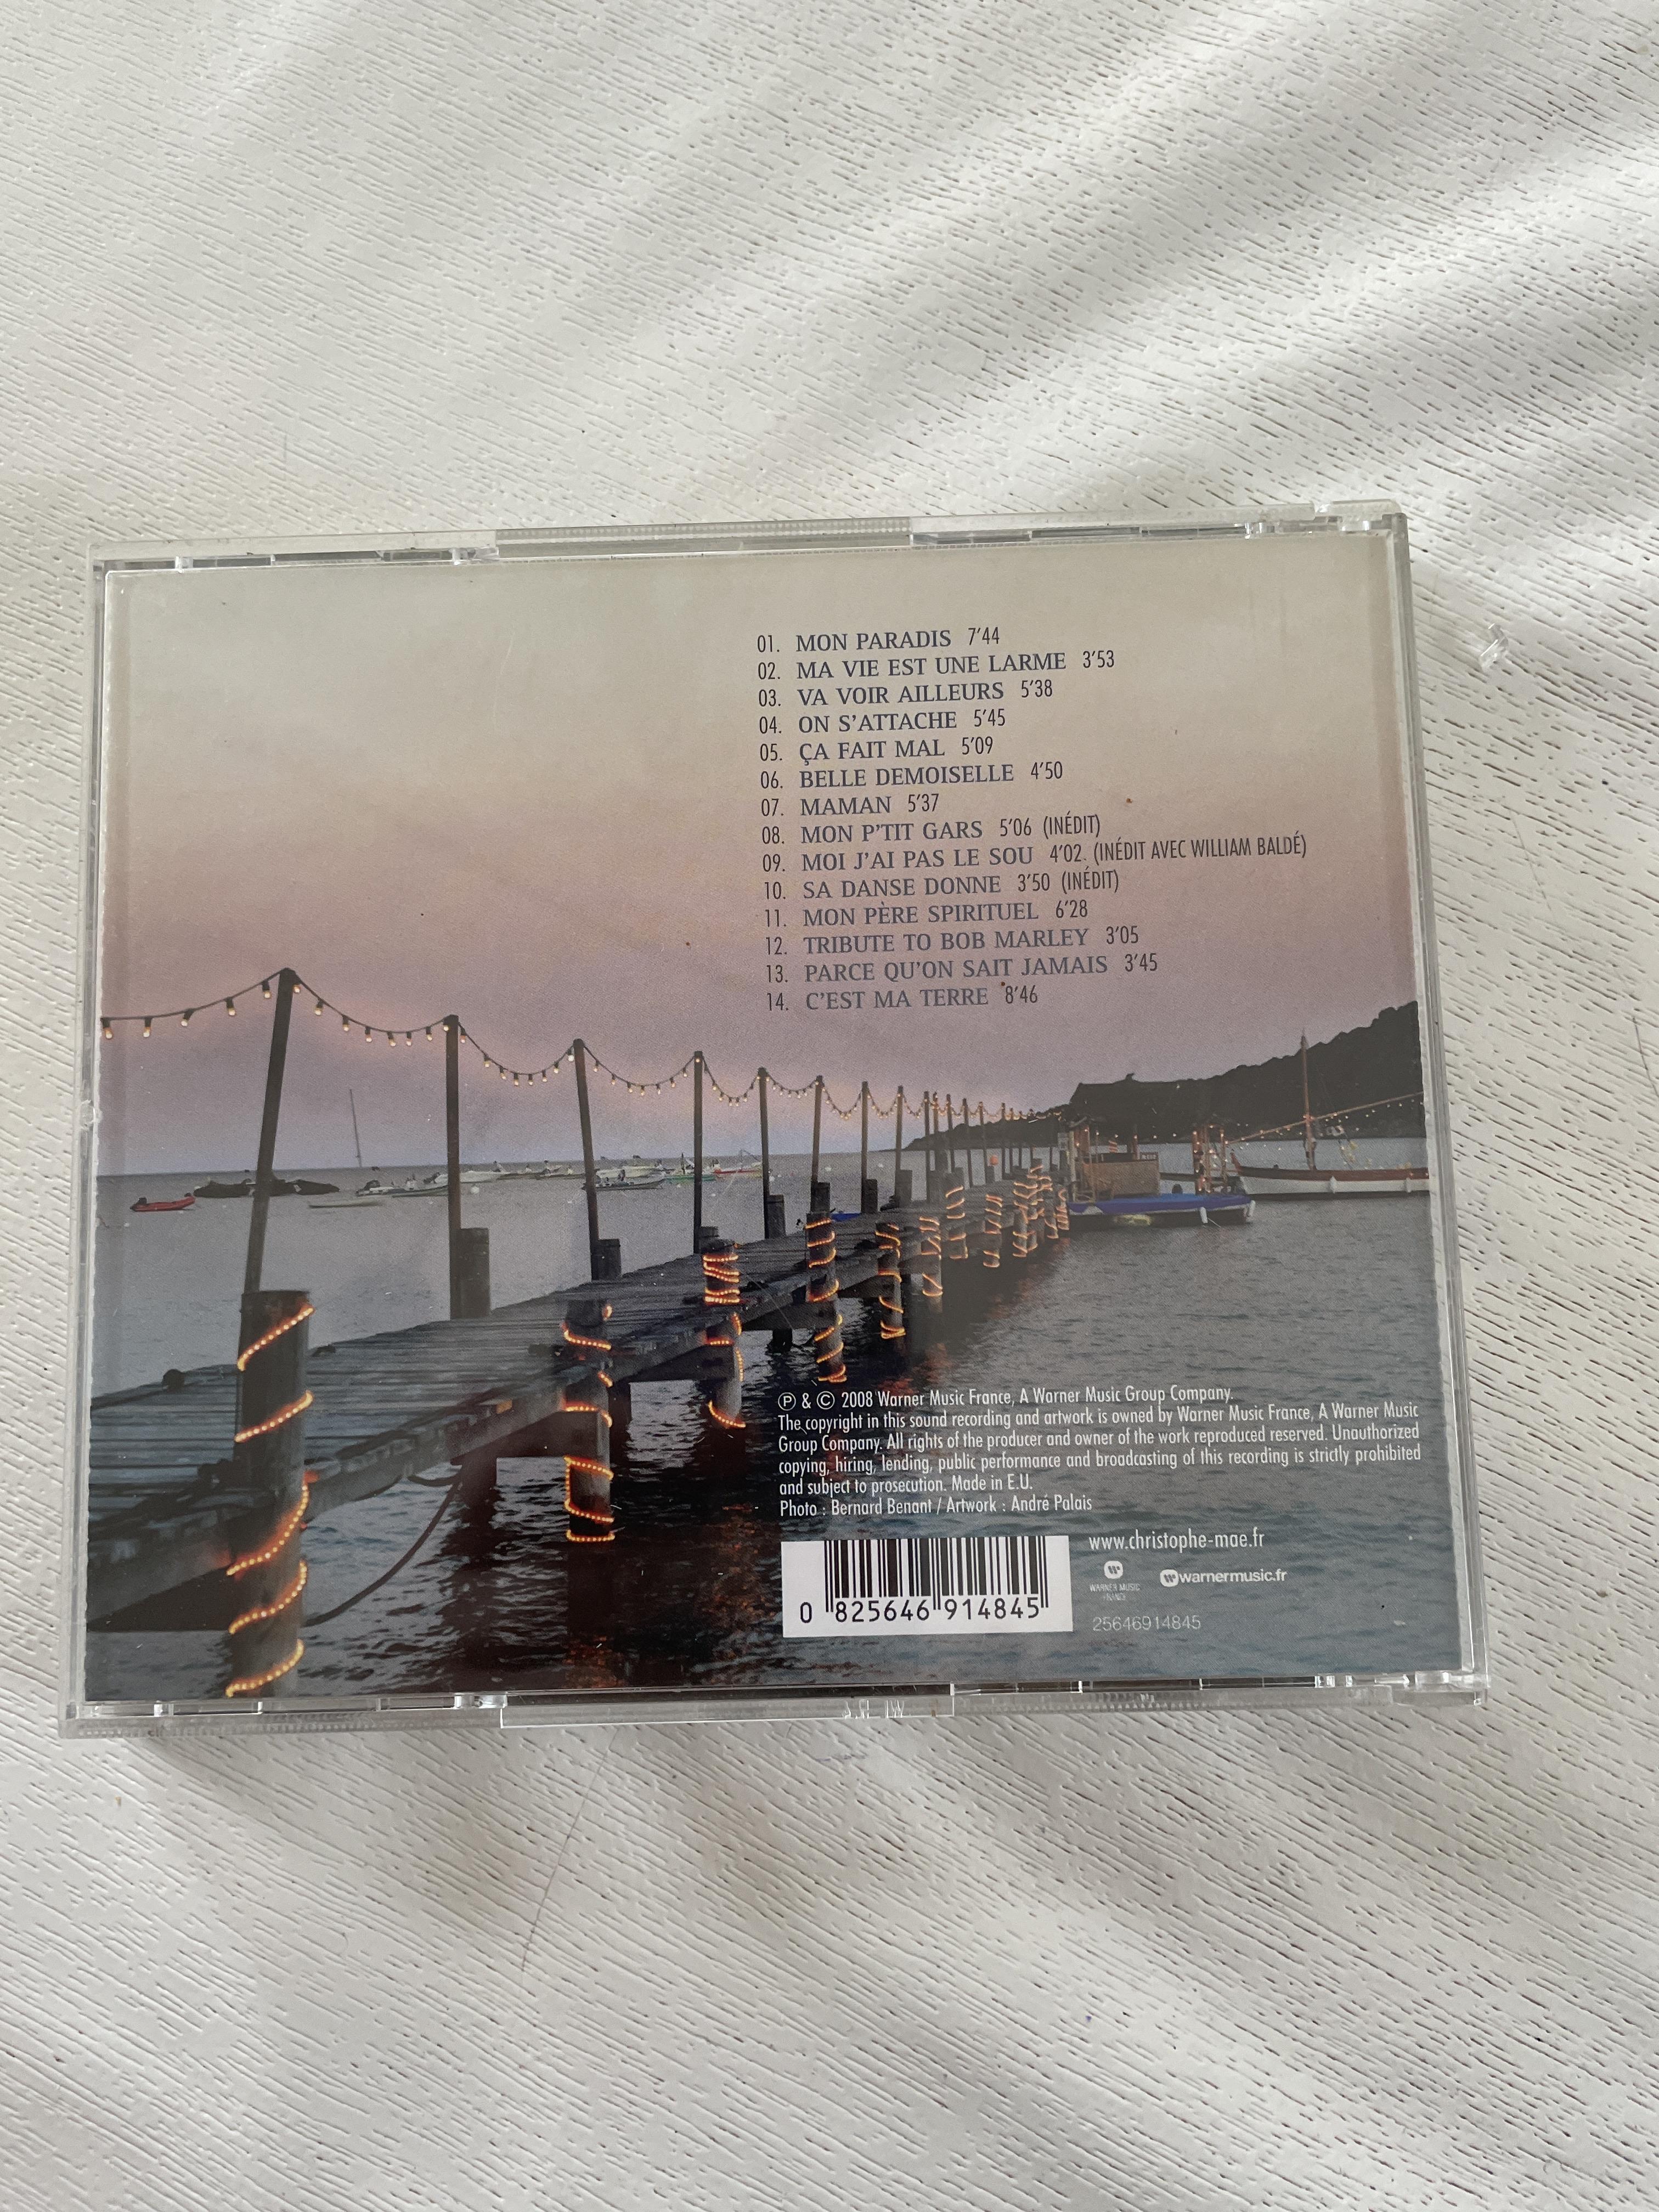 01. MON PARADIS 7'44
02. MA VIE EST UNE LARME 3'53
03. VA VOIR AILLEURS 5'38
04. ON S'ATTACHE 5'45
05. ÇA FAIT MAL 5'09
06. BELLE DEMOISELLE 4'50
07. MAMAN 5'37
08. MON P'TIT GARS 5'06 (INÉDIT)
09. MOI J'AI PAS LE SOU 4'02. (INÉDIT AVEC WILLIAM BALDÉ)
10. SA DANSE DONNE 3'50 (INÉDIT)
11. MON PÈRE SPIRITUEL 6'28
12. TRIBUTE TO BOB MARLEY 3'05
13. PARCE QU'ON SAIT JAMAIS 3'45
14. C'EST MA TERRE 8'46
℗ & © 2008 Warner Music France, A Warner Music Group Company.
The copyright in this sound recording and artwork is owned by Warner Music France, A Warner Music
Group Company. All rights of the producer and owner of the work reproduced reserved. Unauthorized
copying, hiring, lending, public performance and broadcasting of this recording is strictly prohibited
and subject to prosecution. Made in E.U.
Photo : Bernard Benant / Artwork : André Palais
www.christophe-mae.fr
WARNER MUSIC
FRANCE
warnermusic.fr
0 825646 914845
25646914845